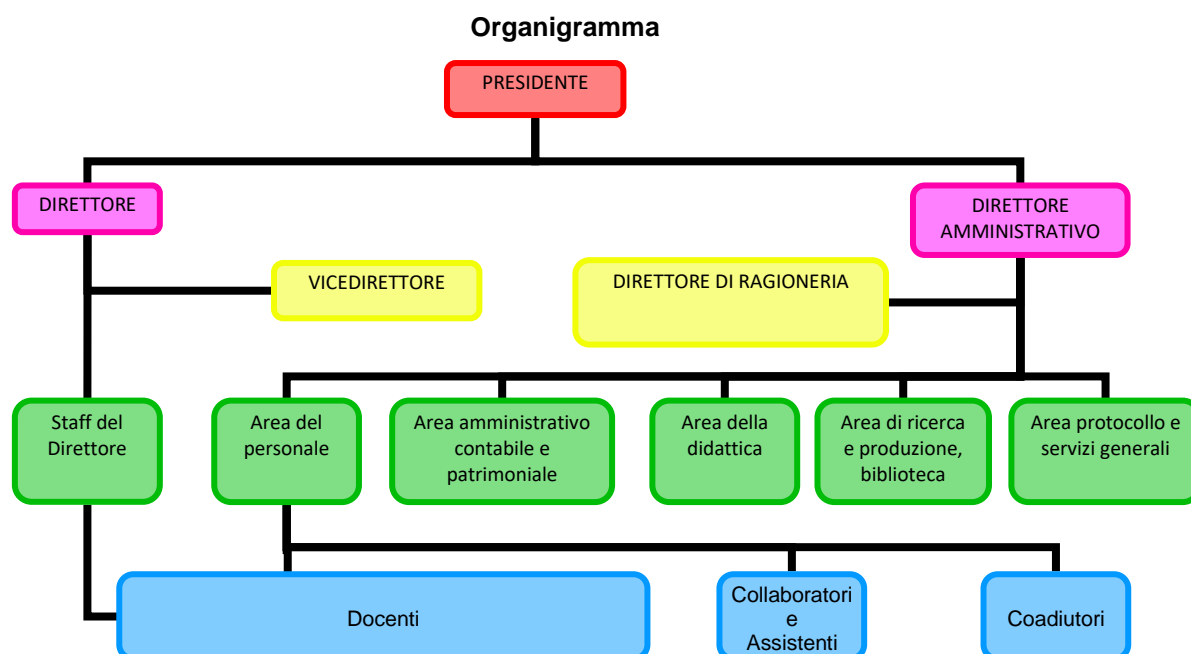 Organigramma
PRESIDENTE
DIRETTORE
DIRETTORE
AMMINISTRATIVO
VICEDIRETTORE
DIRETTORE DI RAGIONERIA
Staff del
Direttore
Area del
personale
Area amministrativo
contabile e
patrimoniale
Area della
didattica
Area di ricerca
e produzione,
biblioteca
Area protocollo e
servizi generali
Docenti
Collaboratori
e
Assistenti
Coadiutori